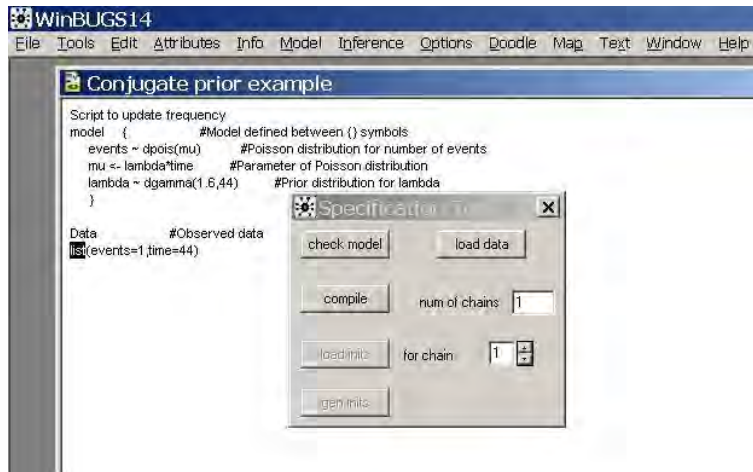 WinBUGS14
File Tools Edit Attributes Info Model Inference Options Doodle Map Text Window Help
Conjugate prior example
Script to update frequency
model { #Model defined between {} symbols
events ~ dpois(mu) #Poisson distribution for number of events
mu <- lambda*time #Parameter of Poisson distribution
lambda ~ dgamma(1.6,44) #Prior distribution for lambda
}
Data #Observed data
list(events=1,time=44)
Specification
check model load data
compile num of chains 1
load inits for chain 1
gen inits